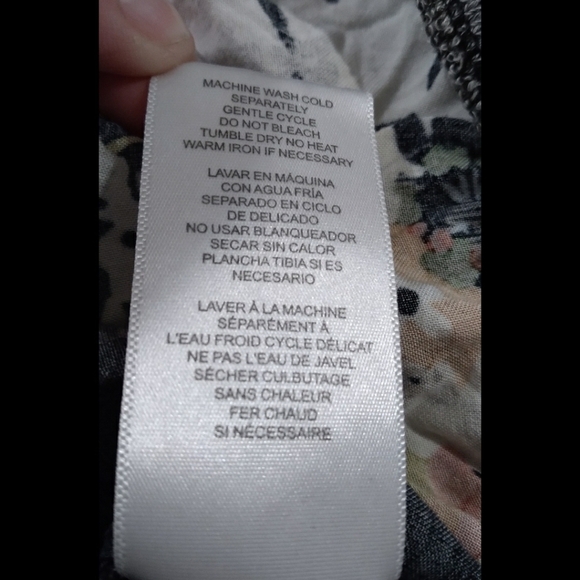 MACHINE WASH COLD
SEPARATELY
GENTLE CYCLE
DO NOT BLEACH
TUMBLE DRY NO HEAT
WARM IRON IF NECESSARY
LAVAR EN MÁQUINA
CON AGUA FRÍA
SEPARADO EN CICLO
DE DELICADO
NO USAR BLANQUEADOR
SECAR SIN CALOR
PLANCHA TIBIA SI ES
NECESARIO
LAVER À LA MACHINE
SÉPARÉMENT À
L'EAU FROID CYCLE DÉLICAT
NE PAS L'EAU DE JAVEL
SÉCHER CULBUTAGE
SANS CHALEUR
FER CHAUD
SI NÉCESSAIRE